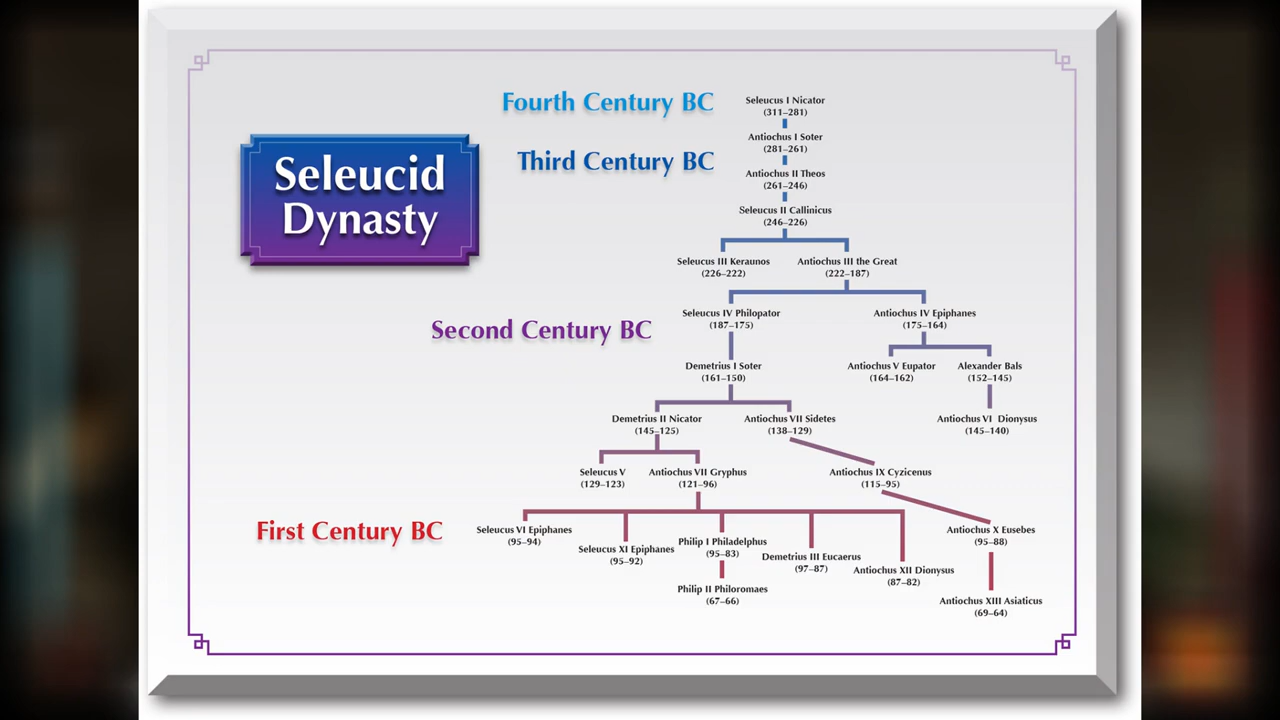 Fourth Century BC
Seleucus I Nicator
(311–281)
Antiochus I Soter
(281–261)
Third Century BC
Seleucid
Dynasty
Antiochus II Theos
(261–246)
Seleucus II Callinicus
(246–226)
Seleucus III Keraunos
(226–222)
Antiochus III the Great
(222–187)
Second Century BC
Seleucus IV Philopator
(187–175)
Antiochus IV Epiphanes
(175–164)
Demetrius I Soter
(161–150)
Antiochus V Eupator
(164–162)
Alexander Bals
(152–145)
Demetrius II Nicator
(145–125)
Antiochus VII Sidetes
(138–129)
Antiochus VI Dionysus
(145–140)
Seleucus V
(129–123)
Antiochus VII Gryphus
(121–96)
Antiochus IX Cyzicenus
(115–95)
First Century BC
Seleucus VI Epiphanes
(95–94)
Seleucus XI Epiphanes
(95–92)
Philip I Philadelphus
(95–83)
Demetrius III Eucaerus
(97–87)
Antiochus XII Dionysus
(87–82)
Antiochus X Eusebes
(95–88)
Philip II Philoromaes
(67–66)
Antiochus XIII Asiaticus
(69–64)